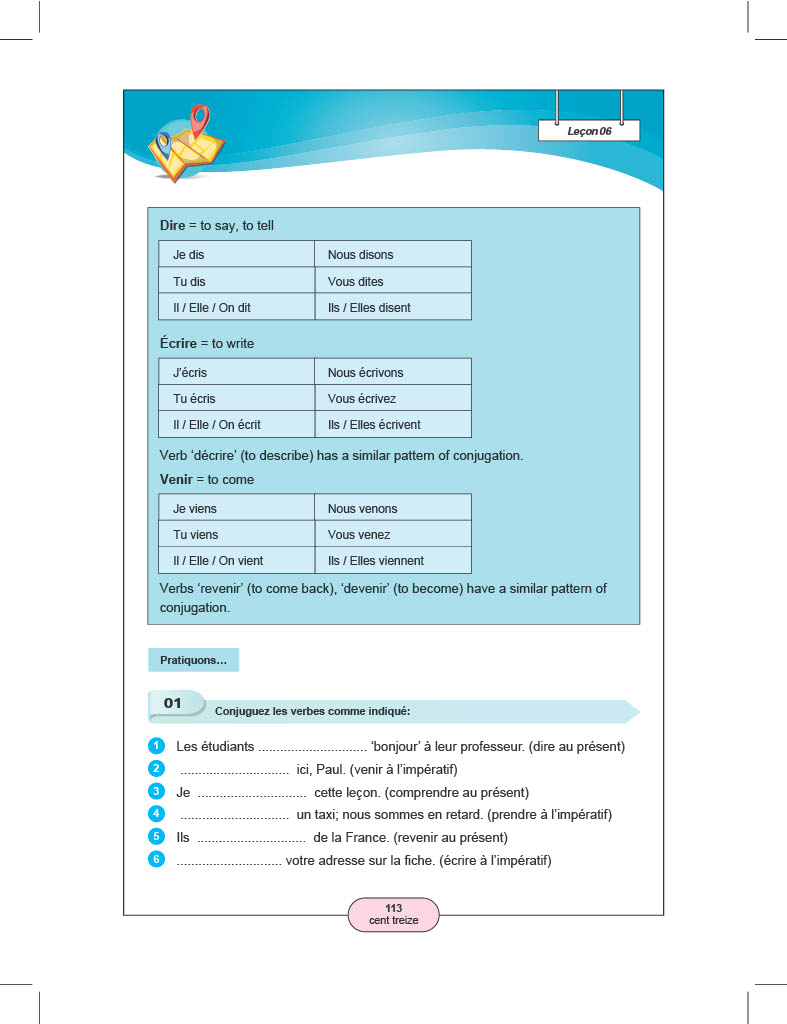 Leçon 06
Dire = to say, to tell
Je dis Nous disons
Tu dis Vous dites
Il / Elle / On dit Ils / Elles disent
Écrire = to write
J’écris Nous écrivons
Tu écris Vous écrivez
Il / Elle / On écrit Ils / Elles écrivent
Verb ‘décrire’ (to describe) has a similar pattern of conjugation.
Venir = to come
Je viens Nous venons
Tu viens Vous venez
Il / Elle / On vient Ils / Elles viennent
Verbs ‘revenir’ (to come back), ‘devenir’ (to become) have a similar pattern of
conjugation.
Pratiquons…
01 Conjuguez les verbes comme indiqué:
1 Les étudiants .............................. ‘bonjour’ à leur professeur. (dire au présent)
2 .............................. ici, Paul. (venir à l’impératif)
3 Je .............................. cette leçon. (comprendre au présent)
4 .............................. un taxi; nous sommes en retard. (prendre à l’impératif)
5 Ils .............................. de la France. (revenir au présent)
6 ............................. votre adresse sur la fiche. (écrire à l’impératif)
113
cent treize